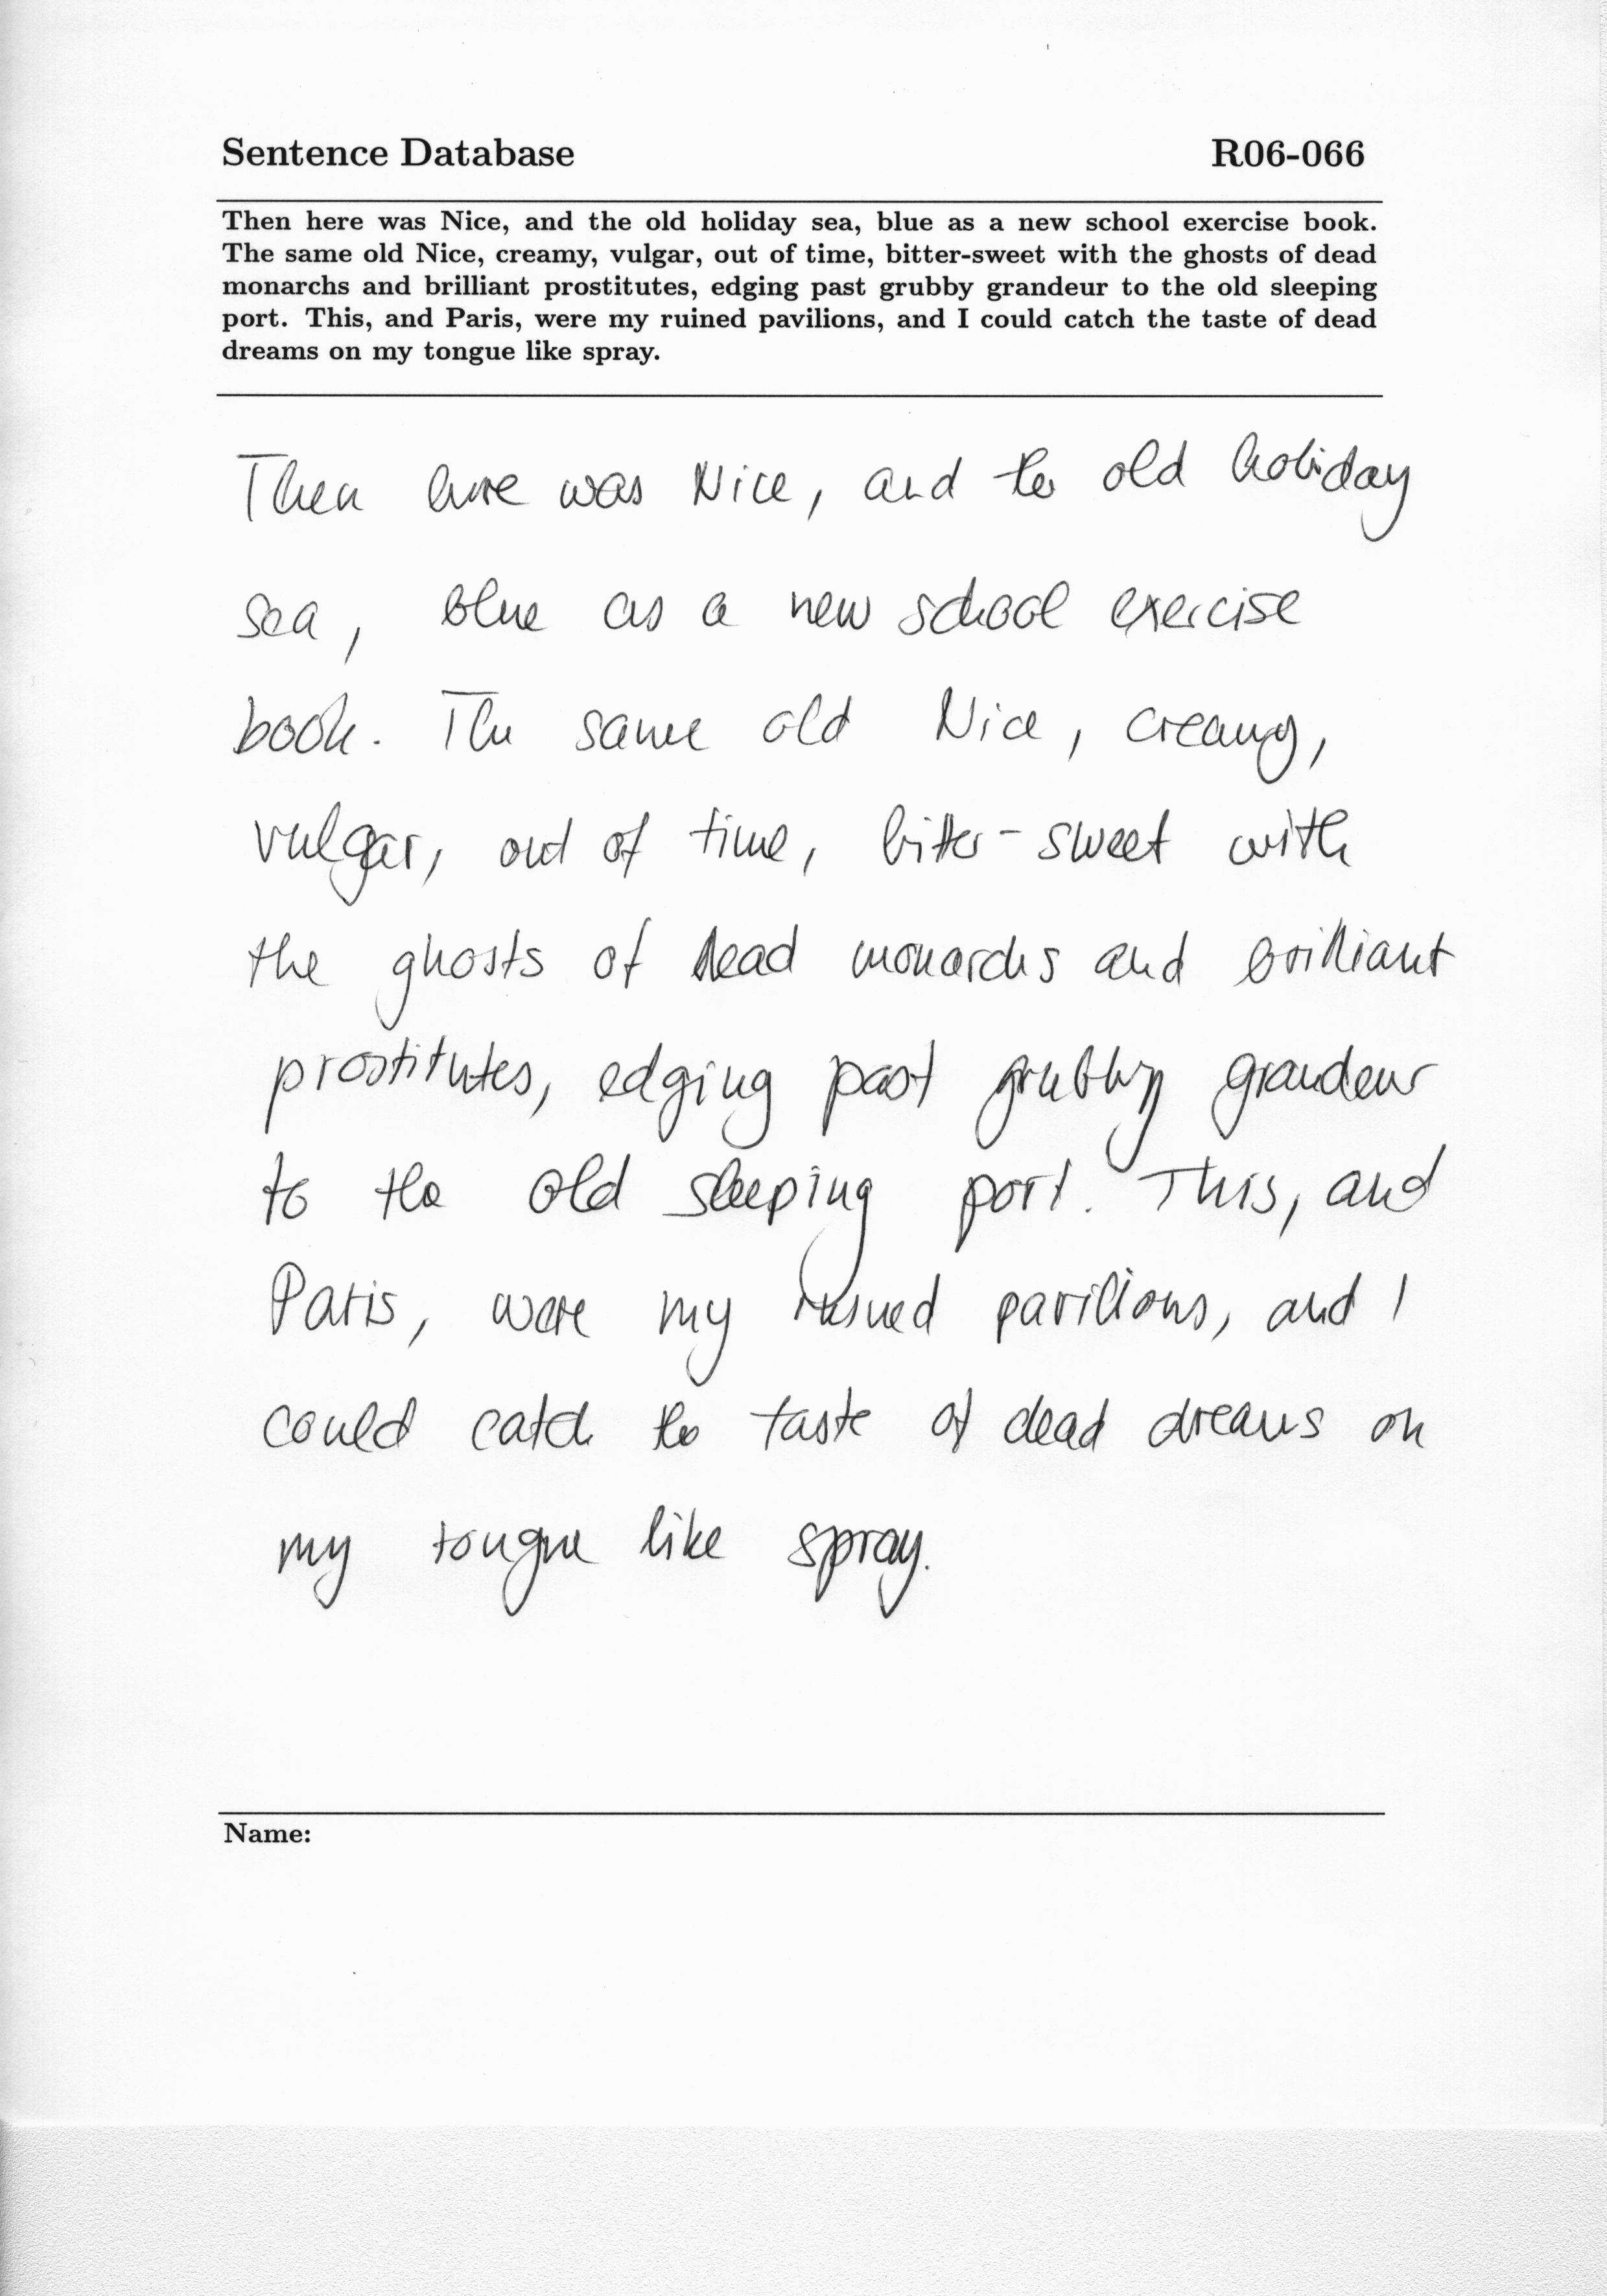 Sentence Database R06-066
Then here was Nice, and the old holiday sea, blue as a new school exercise book.
The same old Nice, creamy, vulgar, out of time, bitter-sweet with the ghosts of dead
monarchs and brilliant prostitutes, edging past grubby grandeur to the old sleeping
port. This, and Paris, were my ruined pavilions, and I could catch the taste of dead
dreams on my tongue like spray.
Then here was Nice, and the old holiday
sea, blue as a new school exercise
book. The same old Nice, creamy,
vulgar, out of time, bitter-sweet with
the ghosts of dead monarchs and brilliant
prostitutes, edging past grubby grandeur
to the old sleeping port. This, and
Paris, were my ruined pavilions, and I
could catch the taste of dead dreams on
my tongue like spray.
Name: